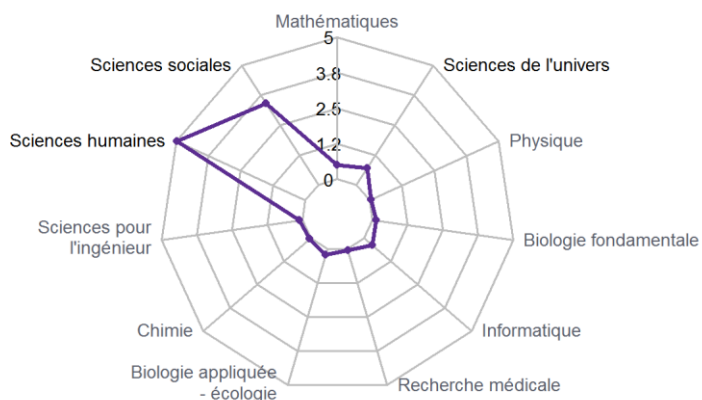 Mathématiques
5
3.8
2.5
1.2
0
Sciences de l'univers
Physique
Biologie fondamentale
Informatique
Recherche médicale
Biologie appliquée
- écologie
Chimie
Sciences pour
l'ingénieur
Sciences humaines
Sciences sociales